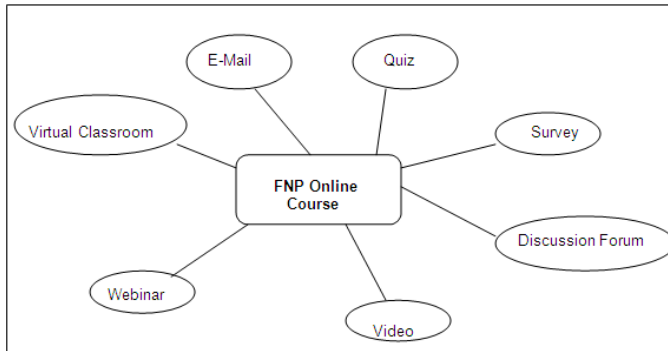 E-Mail
Quiz
Virtual Classroom
Survey
FNP Online
Course
Discussion Forum
Webinar
Video